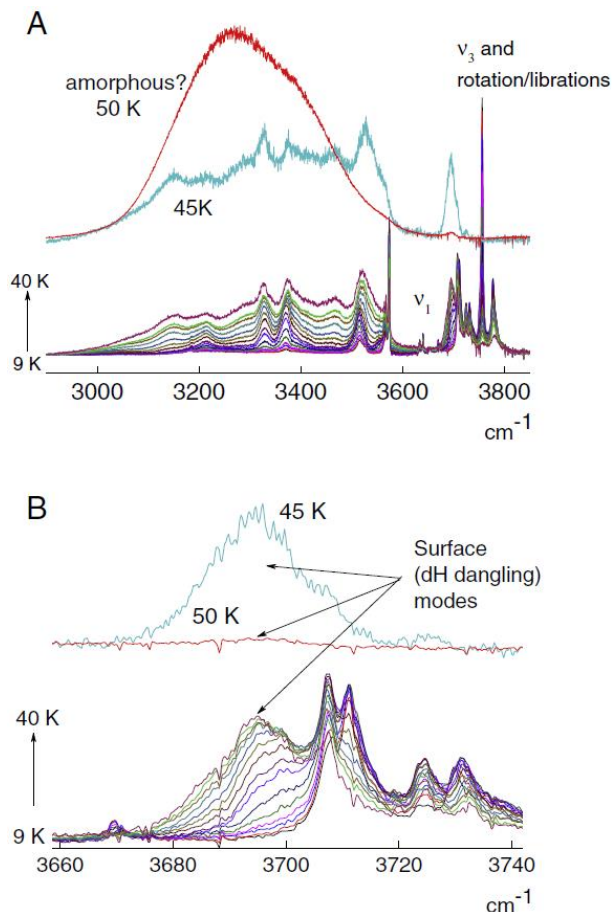 A
amorphous?
50 K
ν3 and
rotation/librations
45K
40 K
ν1
9 K
3000 3200 3400 3600 3800
cm-1
B
45 K
Surface
(dH dangling)
modes
50 K
40 K
9 K
3660 3680 3700 3720 3740
cm-1